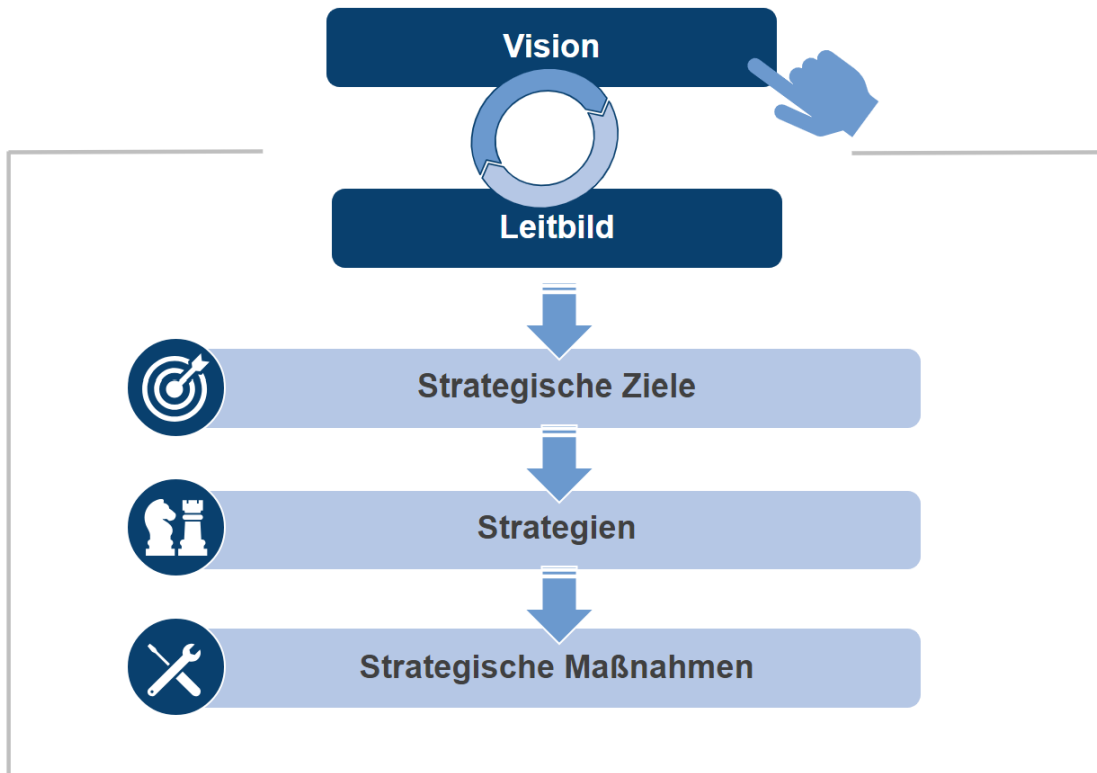 Vision
Leitbild
Strategische Ziele
Strategien
Strategische Maßnahmen